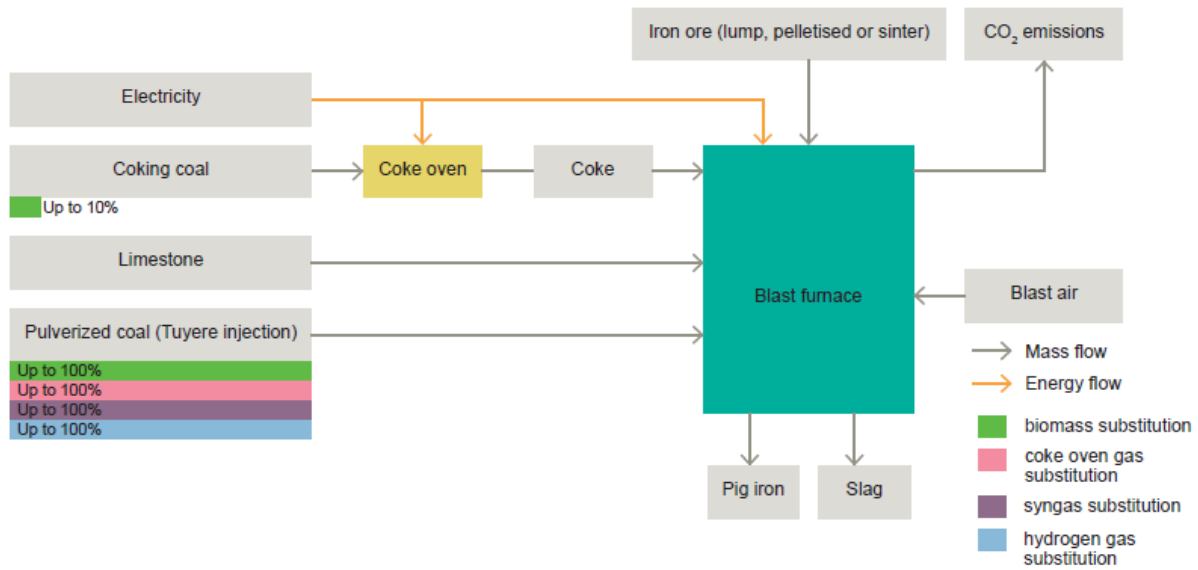 Iron ore (lump, pelletised or sinter)
CO₂ emissions
Electricity
Coking coal
Coke oven
Coke
Up to 10%
Limestone
Blast furnace
Blast air
Pulverized coal (Tuyere injection)
Up to 100%
Up to 100%
Up to 100%
Up to 100%
Mass flow
Energy flow
biomass substitution
coke oven gas
substitution
syngas substitution
hydrogen gas
substitution
Pig iron
Slag